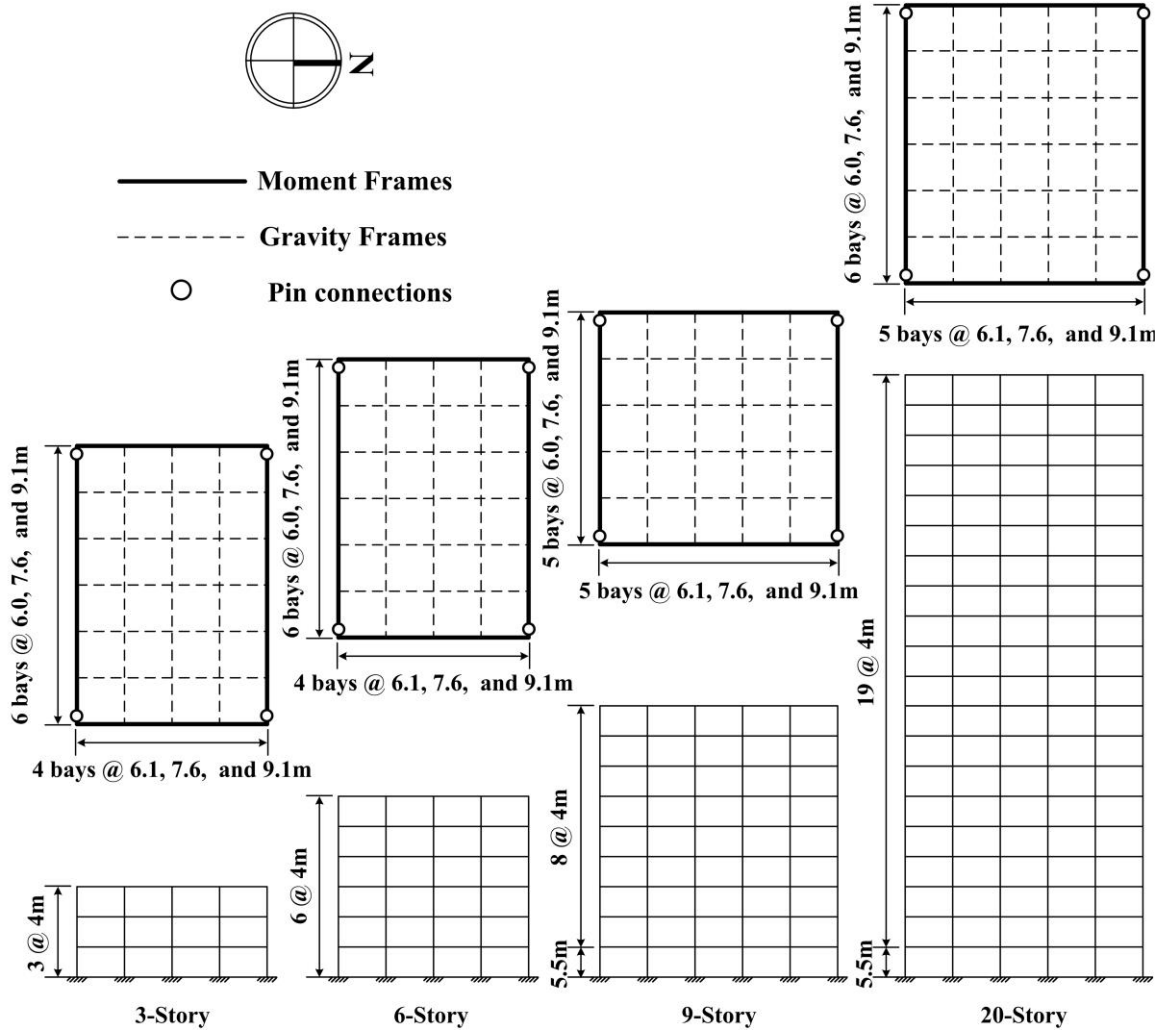 N
Moment Frames
Gravity Frames
Pin connections
6 bays @ 6.0, 7.6, and 9.1m
5 bays @ 6.1, 7.6, and 9.1m
5 bays @ 6.0, 7.6, and 9.1m
5 bays @ 6.1, 7.6, and 9.1m
6 bays @ 6.0, 7.6, and 9.1m
4 bays @ 6.1, 7.6, and 9.1m
6 bays @ 6.0, 7.6, and 9.1m
4 bays @ 6.1, 7.6, and 9.1m
3 @ 4m
6 @ 4m
8 @ 4m
5.5m
19 @ 4m
5.5m
3-Story
6-Story
9-Story
20-Story